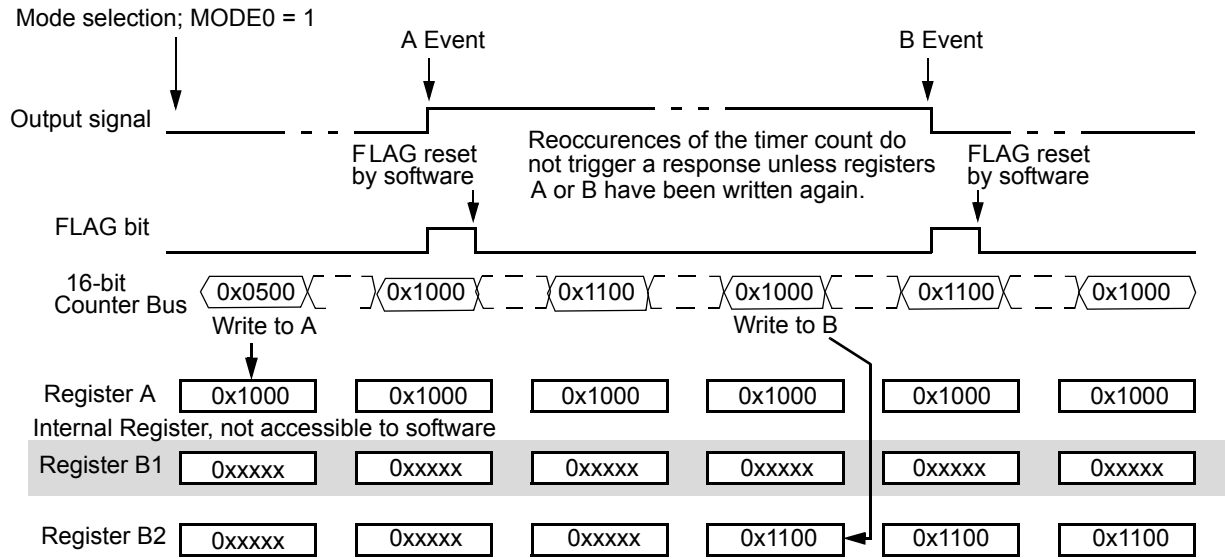 Mode selection; MODE0 = 1
A Event
B Event
Output signal
FLAG reset
by software
Reoccurences of the timer count do
not trigger a response unless registers
A or B have been written again.
FLAG reset
by software
FLAG bit
16-bit
Counter Bus
0x0500 0x1000 0x1100 0x1000 0x1100 0x1000
Write to A
Write to B
Register A 0x1000 0x1000 0x1000 0x1000 0x1000 0x1000
Internal Register, not accessible to software
Register B1 0xxxxx 0xxxxx 0xxxxx 0xxxxx 0xxxxx 0xxxxx
Register B2 0xxxxx 0xxxxx 0xxxxx 0x1100 0x1100 0x1100